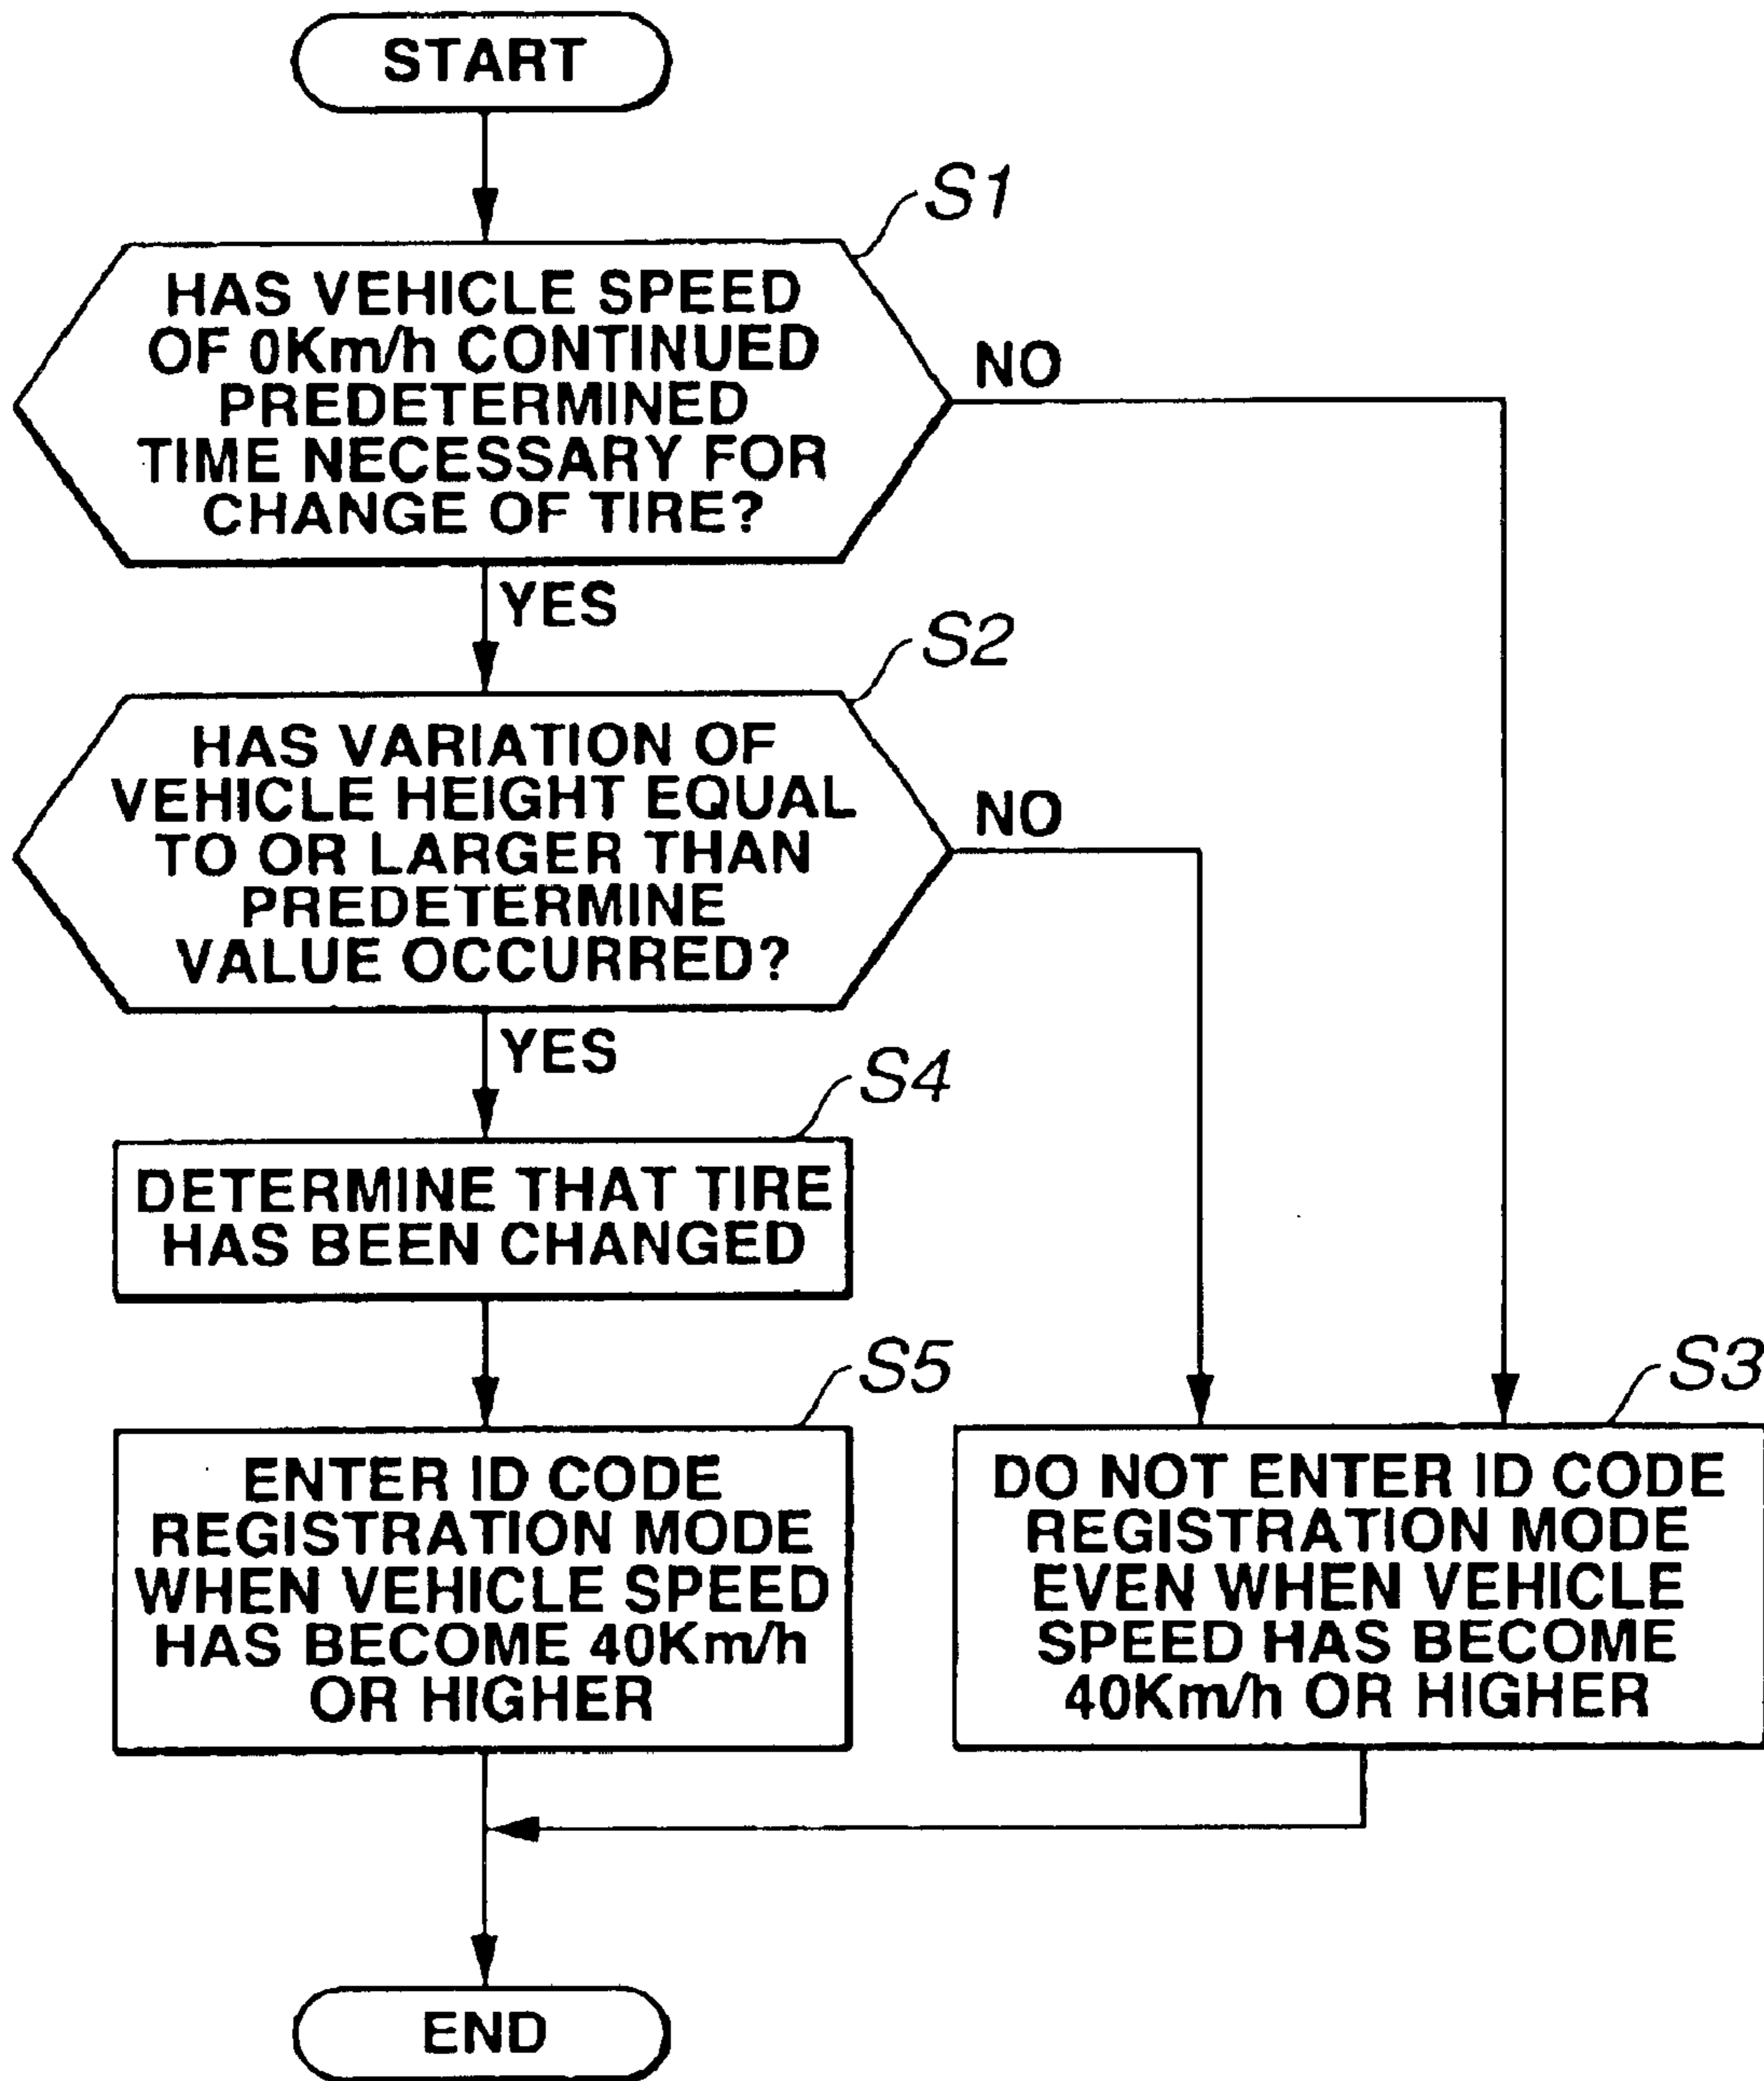 START
S1
HAS VEHICLE SPEED
OF 0Km/h CONTINUED
PREDETERMINED
TIME NECESSARY FOR
CHANGE OF TIRE?
NO
YES
S2
HAS VARIATION OF
VEHICLE HEIGHT EQUAL
TO OR LARGER THAN
PREDETERMINE
VALUE OCCURRED?
NO
YES
S4
DETERMINE THAT TIRE
HAS BEEN CHANGED
S5
ENTER ID CODE
REGISTRATION MODE
WHEN VEHICLE SPEED
HAS BECOME 40Km/h
OR HIGHER
S3
DO NOT ENTER ID CODE
REGISTRATION MODE
EVEN WHEN VEHICLE
SPEED HAS BECOME
40Km/h OR HIGHER
END